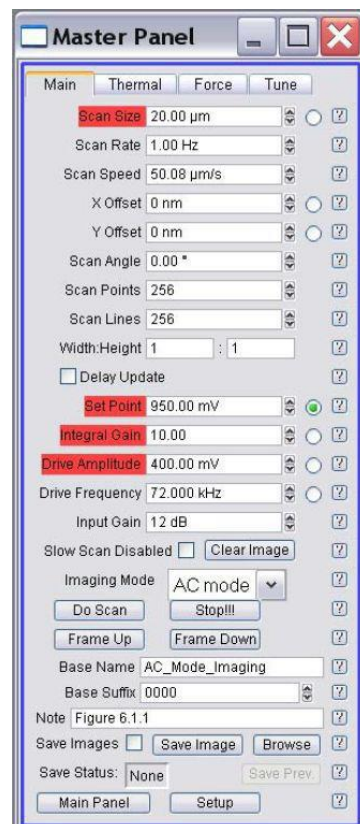 Master Panel
Main Thermal Force Tune
Scan Size 20.00 µm ?
Scan Rate 1.00 Hz ?
Scan Speed 50.08 µm/s ?
X Offset 0 nm ?
Y Offset 0 nm ?
Scan Angle 0.00 ° ?
Scan Points 256 ?
Scan Lines 256 ?
Width:Height 1 : 1 ?
Delay Update ?
Set Point 950.00 mV ?
Integral Gain 10.00 ?
Drive Amplitude 400.00 mV ?
Drive Frequency 72.000 kHz ?
Input Gain 12 dB ?
Slow Scan Disabled Clear Image ?
Imaging Mode AC mode ?
Do Scan Stop!!! ?
Frame Up Frame Down ?
Base Name AC_Mode_Imaging ?
Base Suffix 0000 ?
Note Figure 6.1.1 ?
Save Images Save Image Browse ?
Save Status: None Save Prev. ?
Main Panel Setup ?